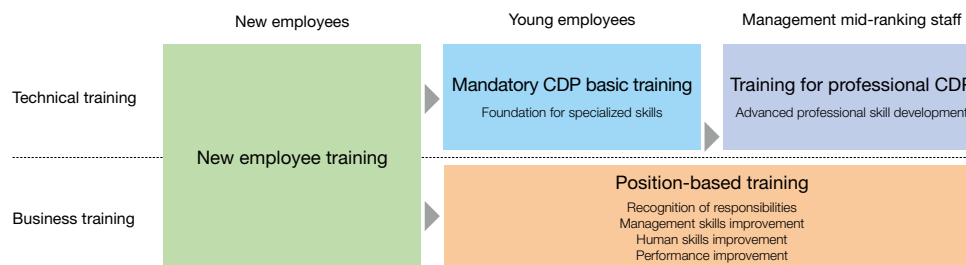 New employees
Young employees
Management mid-ranking staff
Technical training
Mandatory CDP basic training
Foundation for specialized skills
Training for professional CDP
Advanced professional skill development
New employee training
Business training
Position-based training
Recognition of responsibilities
Management skills improvement
Human skills improvement
Performance improvement